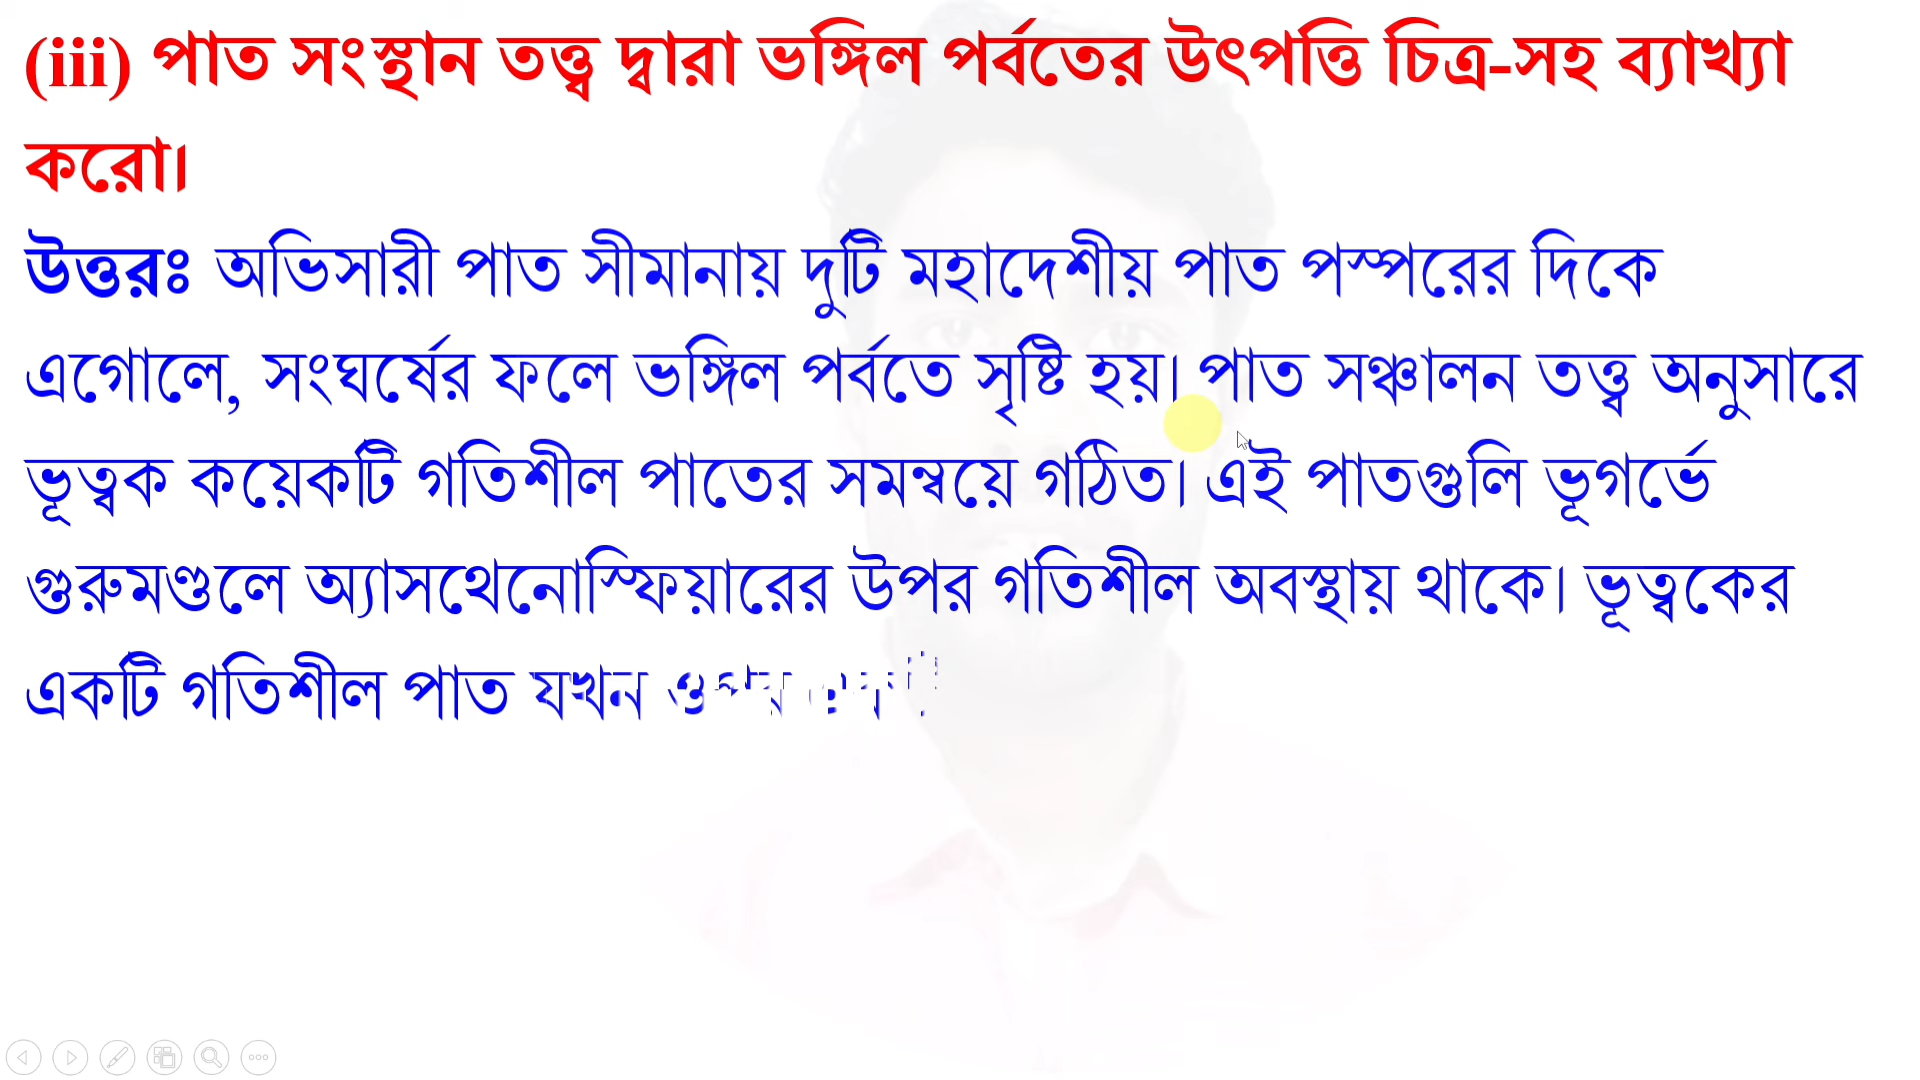 (iii) পাত সংস্থান তত্ত্ব দ্বারা ভঙ্গিল পর্বতের উৎপত্তি চিত্র-সহ ব্যাখ্যা
করো।
উত্তরঃ অভিসারী পাত সীমানায় দুটি মহাদেশীয় পাত পস্পরের দিকে
এগোলে, সংঘর্ষের ফলে ভঙ্গিল পর্বতে সৃষ্টি হয়। পাত সঞ্চালন তত্ত্ব অনুসারে
ভূত্বক কয়েকটি গতিশীল পাতের সমন্বয়ে গঠিত। এই পাতগুলি ভূগর্ভে
গুরুমণ্ডলে অ্যাসথেনোস্ফিয়ারের উপর গতিশীল অবস্থায় থাকে। ভূত্বকের
একটি গতিশীল পাত যখন